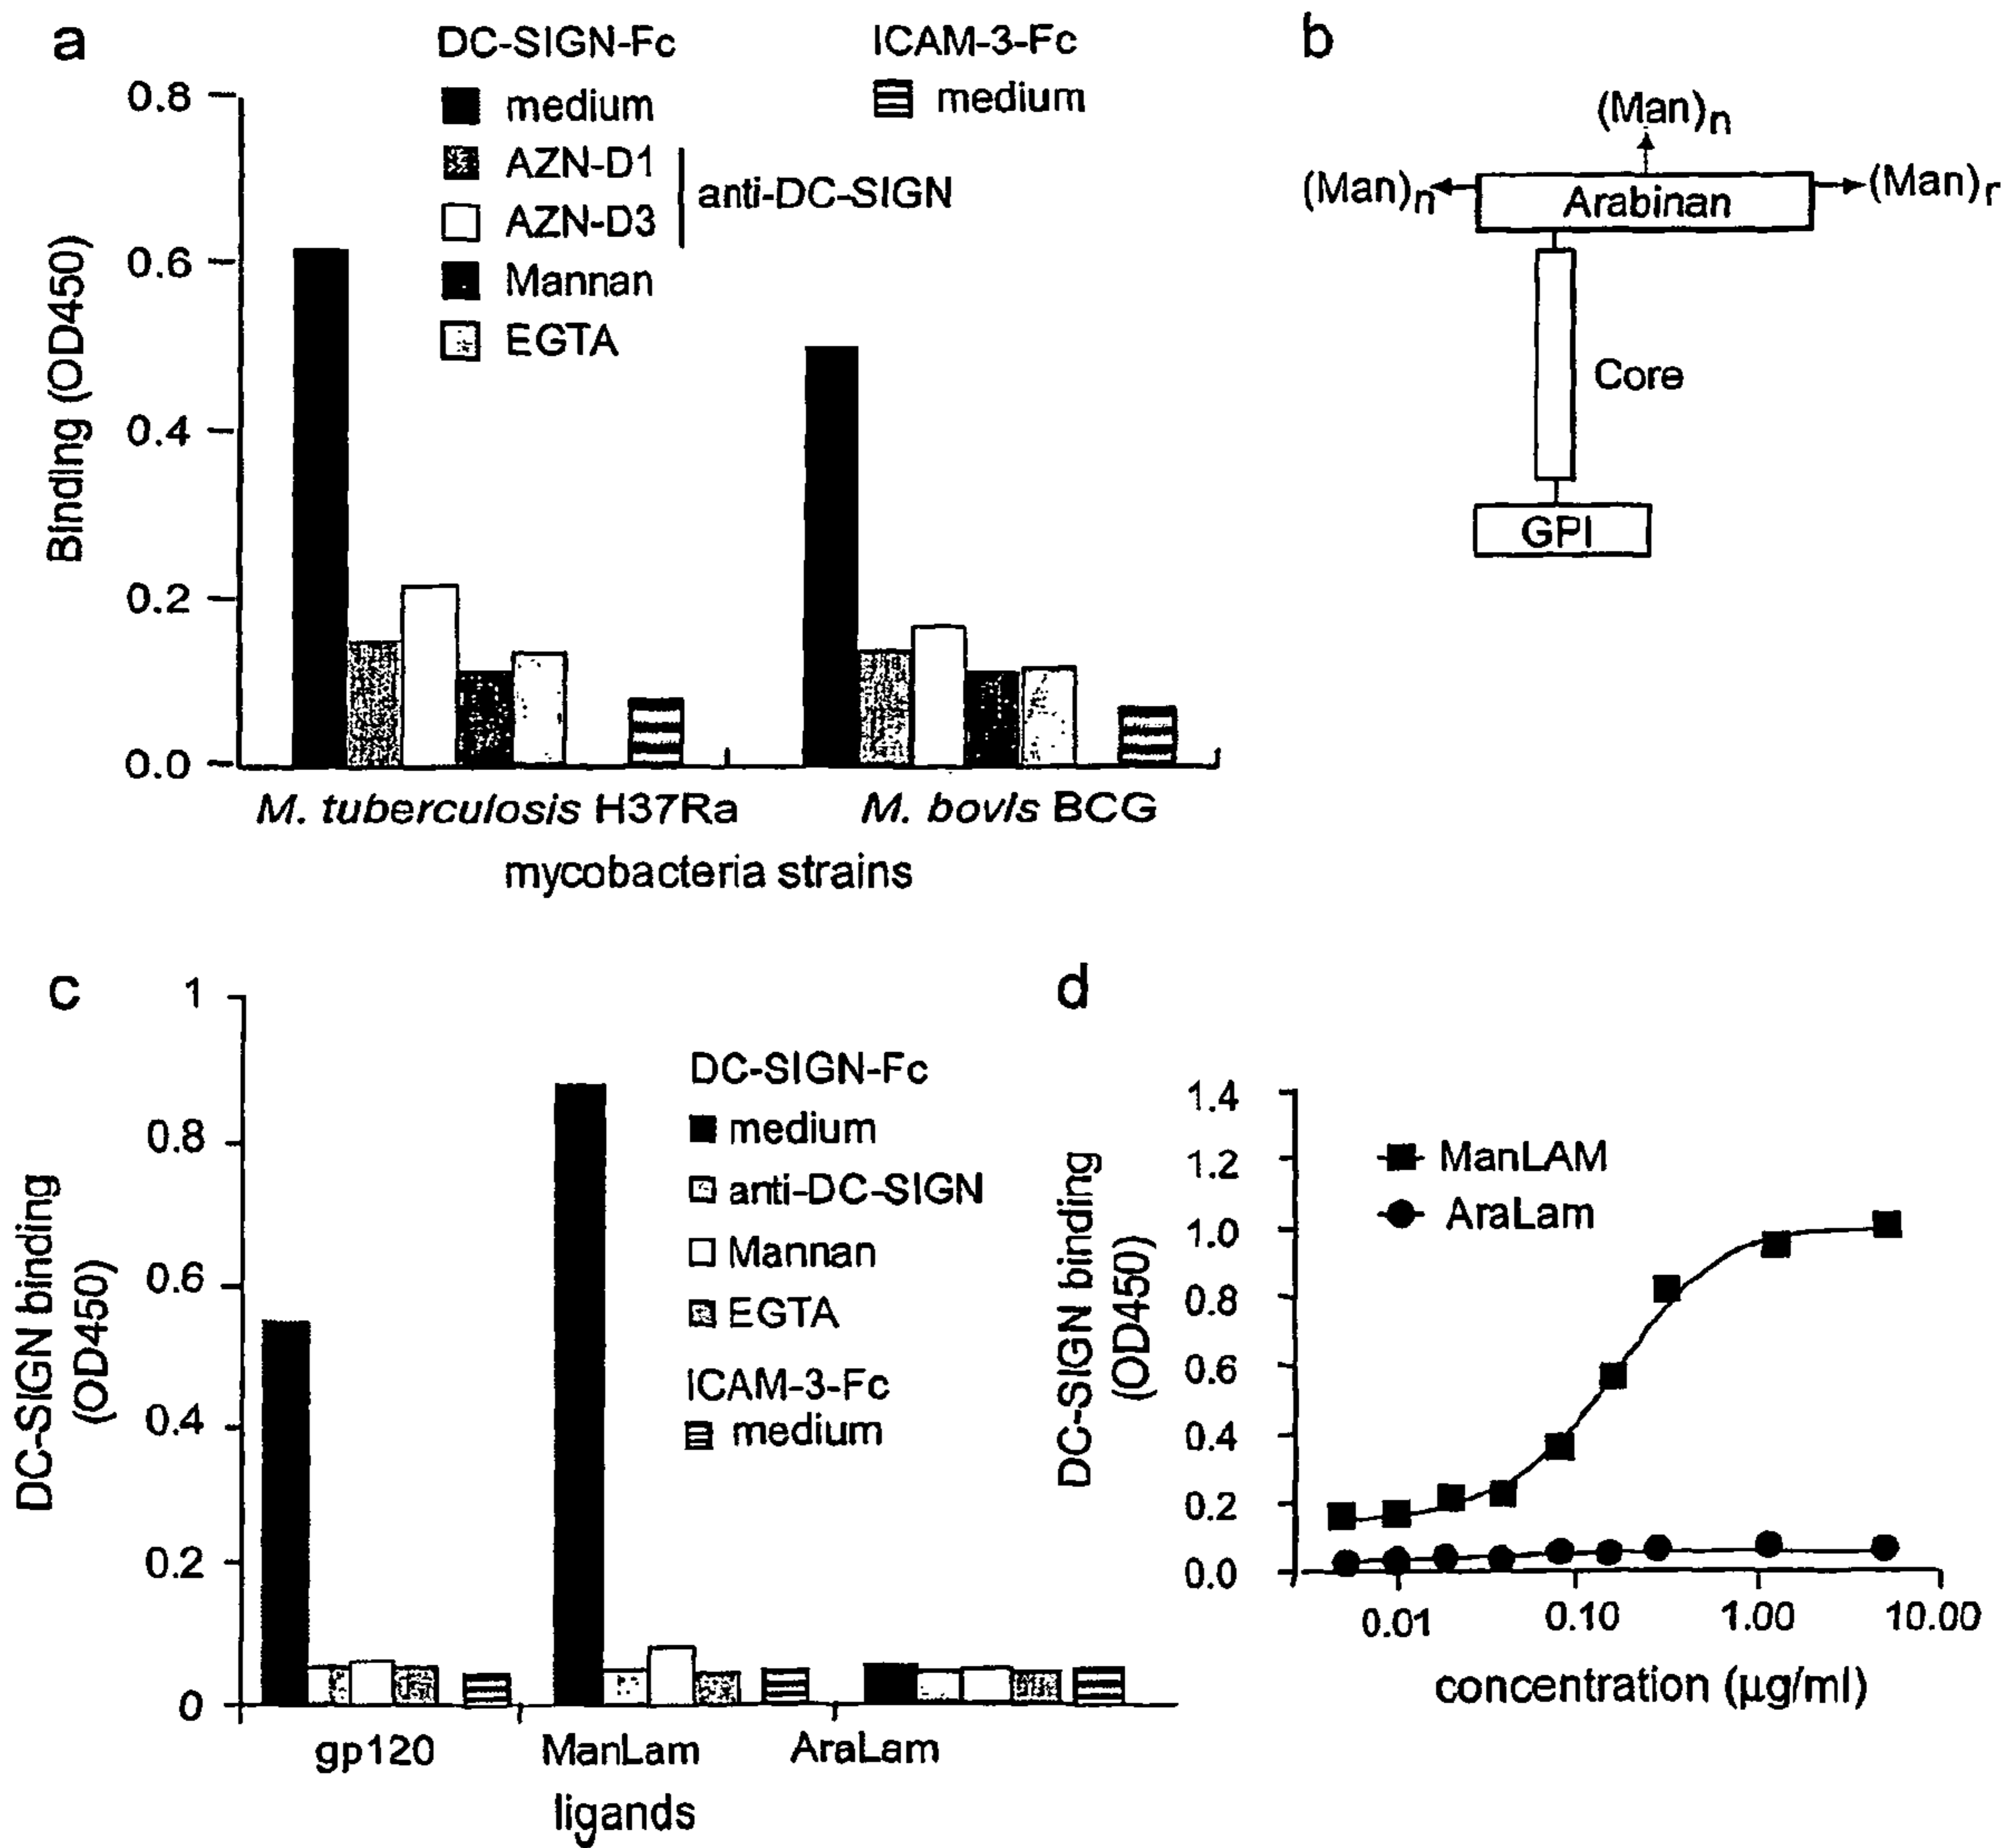 a
DC-SIGN-Fc
medium
AZN-D1
AZN-D3
anti-DC-SIGN
Mannan
EGTA
ICAM-3-Fc
medium
Binding (OD450)
0.8
0.6
0.4
0.2
0.0
M. tuberculosis H37Ra
M. bovis BCG
mycobacteria strains
b
(Man)n
(Man)n
(Man)r
Arabinan
Core
GPI
c
DC-SIGN binding
(OD450)
1
0.8
0.6
0.4
0.2
0
DC-SIGN-Fc
medium
anti-DC-SIGN
Mannan
EGTA
ICAM-3-Fc
medium
gp120
ManLam
AraLam
ligands
d
DC-SIGN binding
(OD450)
1.4
1.2
1.0
0.8
0.6
0.4
0.2
0.0
ManLAM
AraLam
0.01
0.10
1.00
10.00
concentration (µg/ml)